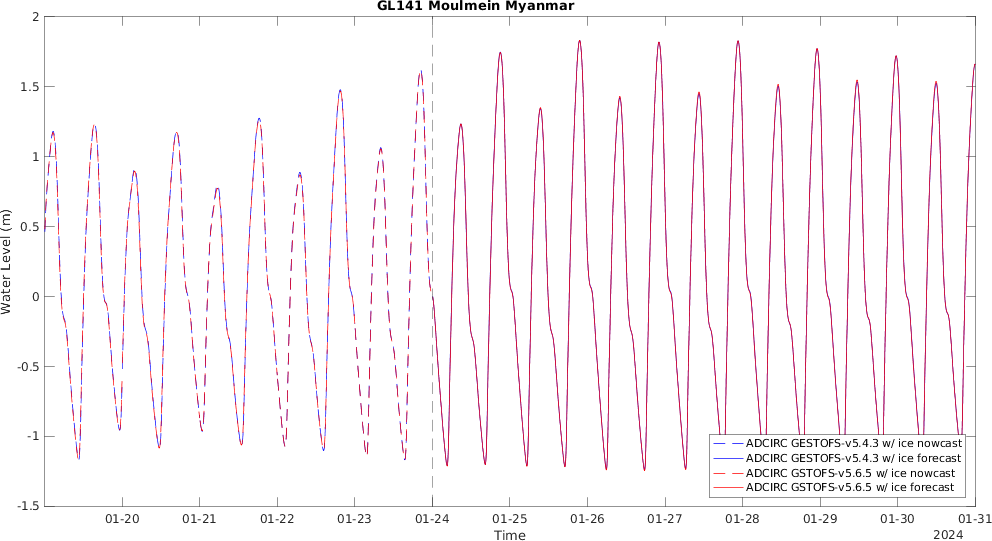 GL141 Moulmein Myanmar
2
1.5
1
0.5
0
-0.5
-1
-1.5
Water Level (m)
ADCIRC GESTOFS-v5.4.3 w/ ice nowcast
ADCIRC GESTOFS-v5.4.3 w/ ice forecast
ADCIRC GSTOFS-v5.6.5 w/ ice nowcast
ADCIRC GSTOFS-v5.6.5 w/ ice forecast
01-20 01-21 01-22 01-23 01-24 01-25 01-26 01-27 01-28 01-29 01-30 01-31
Time
2024